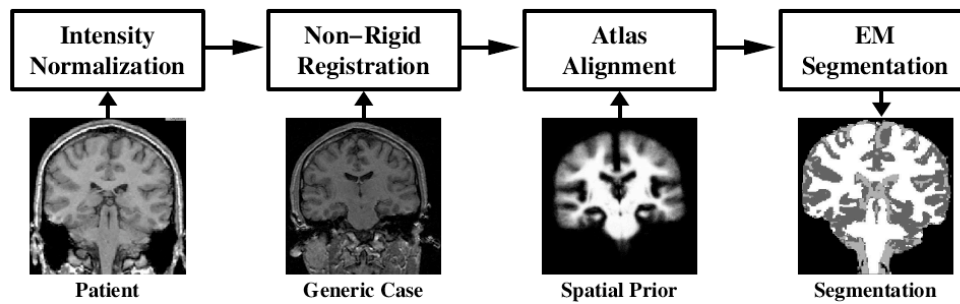 Intensity
Normalization
Non-Rigid
Registration
Atlas
Alignment
EM
Segmentation
Patient
Generic Case
Spatial Prior
Segmentation